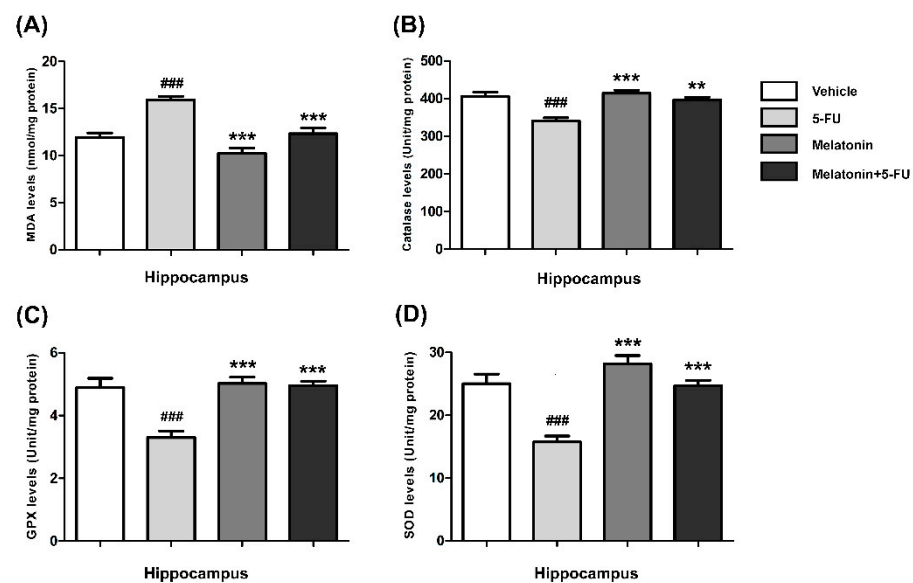 (A)
MDA levels (nmol/mg protein)
20
15
10
5
0
###
***
***
Hippocampus
(B)
Catalase levels (Unit/mg protein)
500
400
300
200
100
0
###
***
**
Hippocampus
Vehicle
5-FU
Melatonin
Melatonin+5-FU
(C)
GPX levels (Unit/mg protein)
6
4
2
0
###
***
***
Hippocampus
(D)
SOD levels (Unit/mg protein)
30
20
10
0
###
***
***
Hippocampus